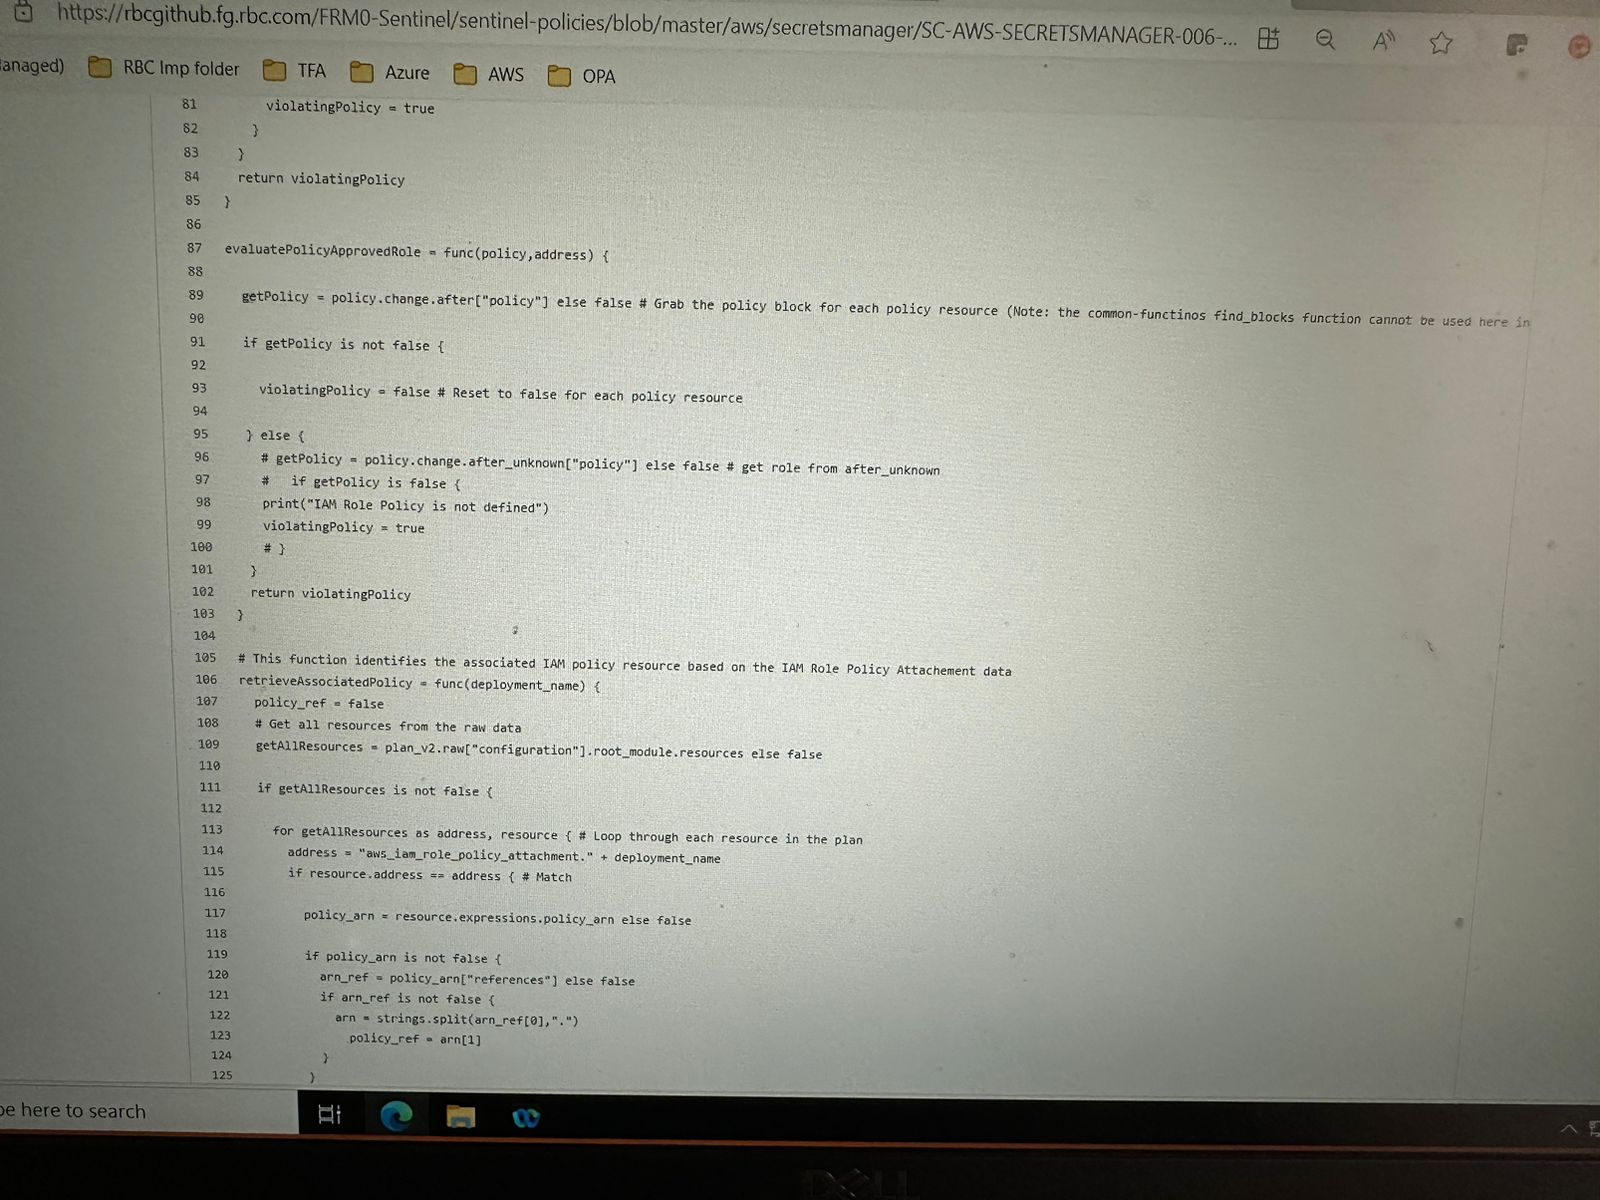 https://rbcgithub.fg.rbc.com/FRM0-Sentinel/sentinel-policies/blob/master/aws/secretsmanager/SC-AWS-SECRETSMANAGER-006-...
anaged) RBC Imp folder TFA Azure AWS OPA
81 violatingPolicy = true
82 }
83 }
84 return violatingPolicy
85 }
86
87 evaluatePolicyApprovedRole = func(policy,address) {
88
89 getPolicy = policy.change.after["policy"] else false # Grab the policy block for each policy resource (Note: the common-functinos find_blocks function cannot be used here in
90
91 if getPolicy is not false {
92
93 violatingPolicy = false # Reset to false for each policy resource
94
95 } else {
96 # getPolicy = policy.change.after_unknown["policy"] else false # get role from after_unknown
97 # if getPolicy is false {
98 print("IAM Role Policy is not defined")
99 violatingPolicy = true
100 # }
101 }
102 return violatingPolicy
103 }
104
105 # This function identifies the associated IAM policy resource based on the IAM Role Policy Attachement data
106 retrieveAssociatedPolicy = func(deployment_name) {
107 policy_ref = false
108 # Get all resources from the raw data
109 getAllResources = plan_v2.raw["configuration"].root_module.resources else false
110
111 if getAllResources is not false {
112
113 for getAllResources as address, resource { # Loop through each resource in the plan
114 address = "aws_iam_role_policy_attachment." + deployment_name
115 if resource.address == address { # Match
116
117 policy_arn = resource.expressions.policy_arn else false
118
119 if policy_arn is not false {
120 arn_ref = policy_arn["references"] else false
121 if arn_ref is not false {
122 arn = strings.split(arn_ref[0],".")
123 policy_ref = arn[1]
124 }
125 }
pe here to search
DELL